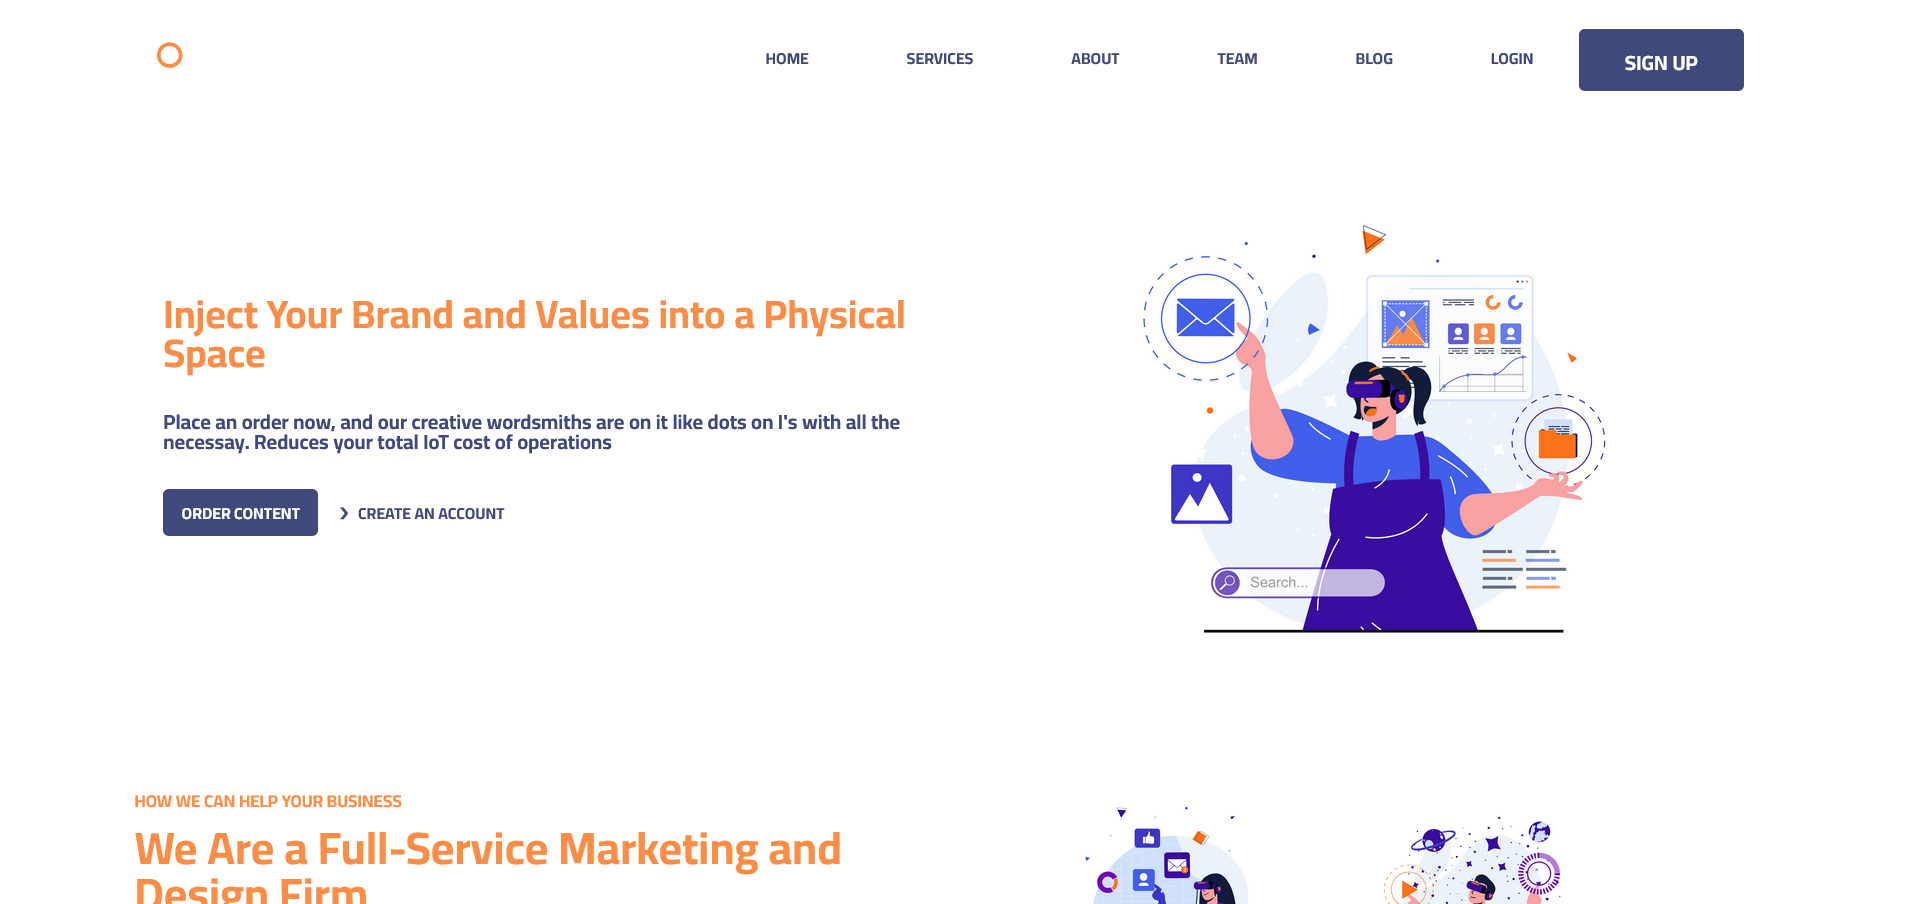 HOME SERVICES ABOUT TEAM BLOG LOGIN SIGN UP
Inject Your Brand and Values into a Physical
Space
Place an order now, and our creative wordsmiths are on it like dots on I's with all the
necessay. Reduces your total IoT cost of operations
ORDER CONTENT CREATE AN ACCOUNT
Search...
HOW WE CAN HELP YOUR BUSINESS
We Are a Full-Service Marketing and
Design Firm